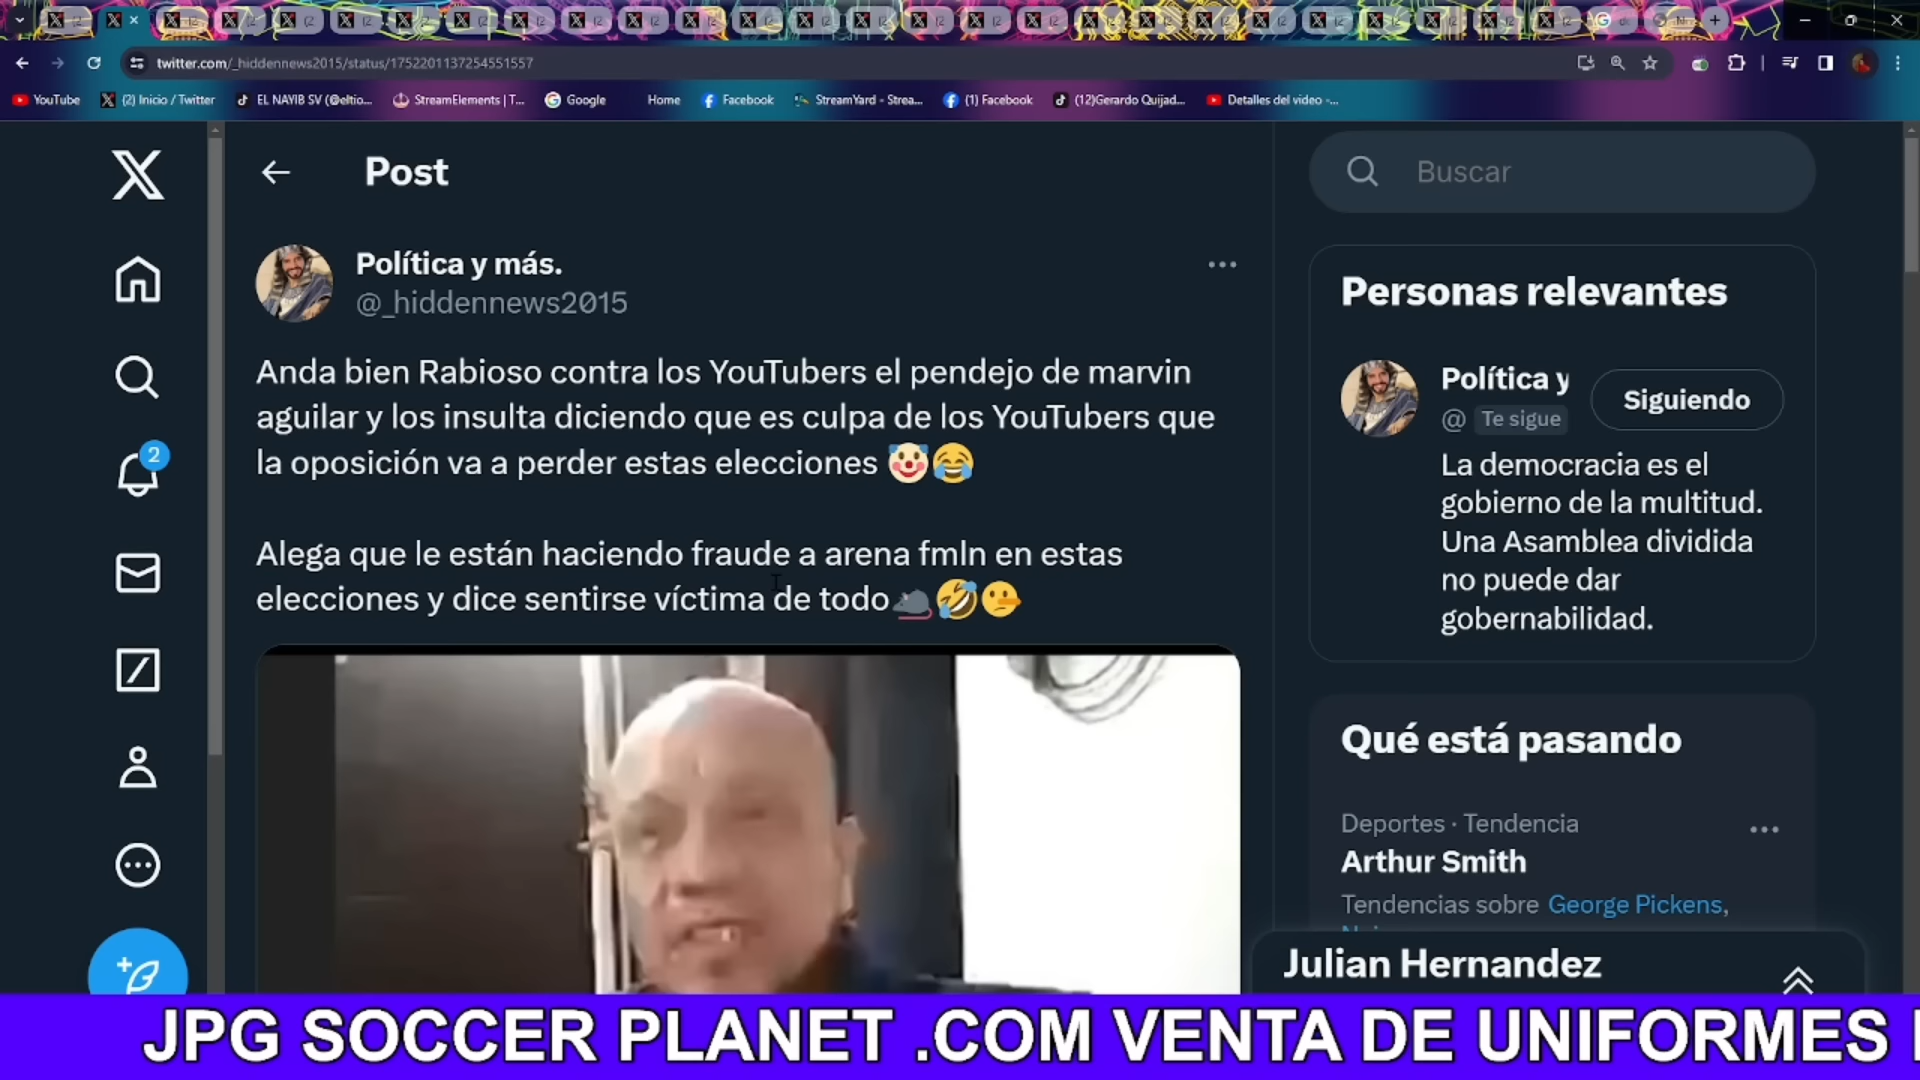 twitter.com/_hiddennews2015/status/1752201137254551557
YouTube
(2) Inicio / Twitter
EL NAYIB SV (@eltio...
StreamElements | T...
Google
Home
Facebook
StreamYard - Strea...
(1) Facebook
(12)Gerardo Quijad...
Detalles del video -...
Post
Buscar
Política y más.
@_hiddennews2015
Anda bien Rabioso contra los YouTubers el pendejo de marvin
aguilar y los insulta diciendo que es culpa de los YouTubers que
la oposición va a perder estas elecciones 🤡😂
Alega que le están haciendo fraude a arena fmln en estas
elecciones y dice sentirse víctima de todo🐀🤣🤥
2
Personas relevantes
Política y
@ Te sigue
Siguiendo
La democracia es el
gobierno de la multitud.
Una Asamblea dividida
no puede dar
gobernabilidad.
Qué está pasando
Deportes · Tendencia
Arthur Smith
Tendencias sobre George Pickens,
Julian Hernandez
JPG SOCCER PLANET .COM VENTA DE UNIFORMES